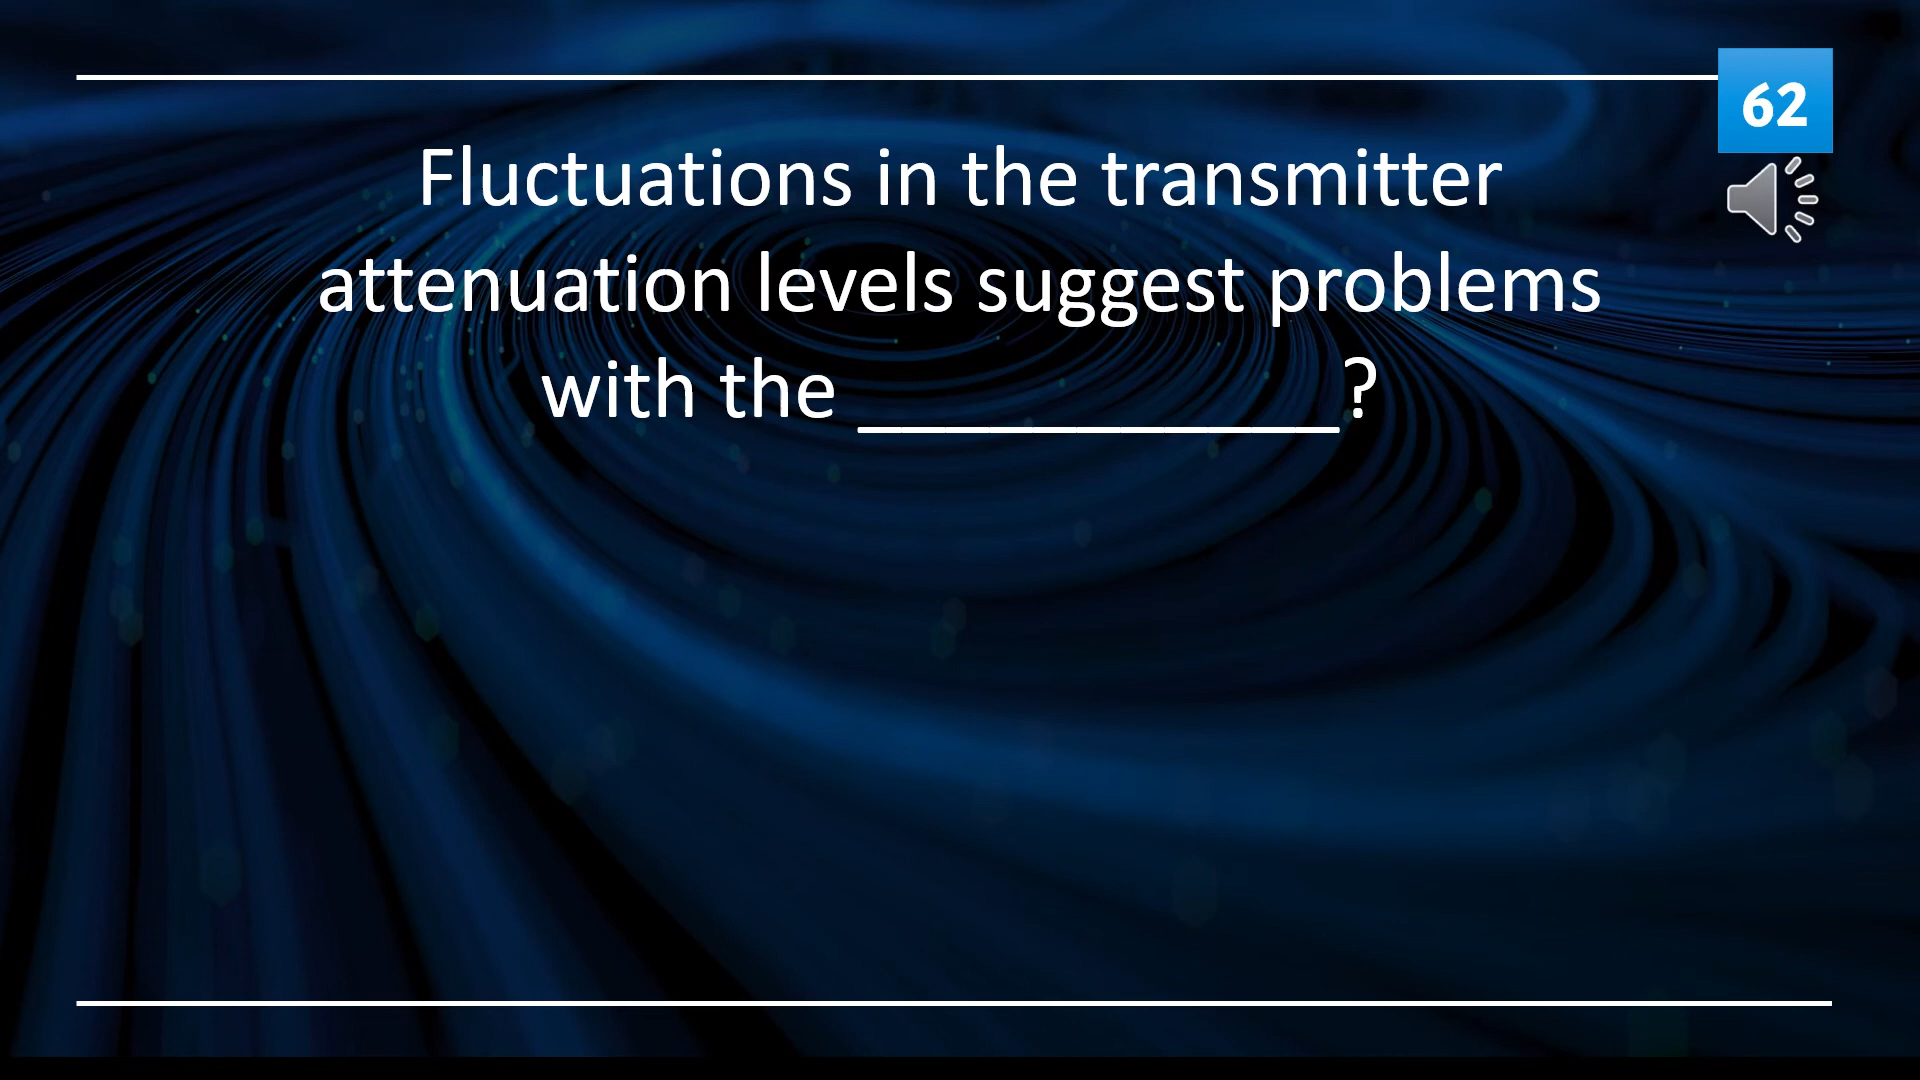 62
Fluctuations in the transmitter
attenuation levels suggest problems
with the ___________?